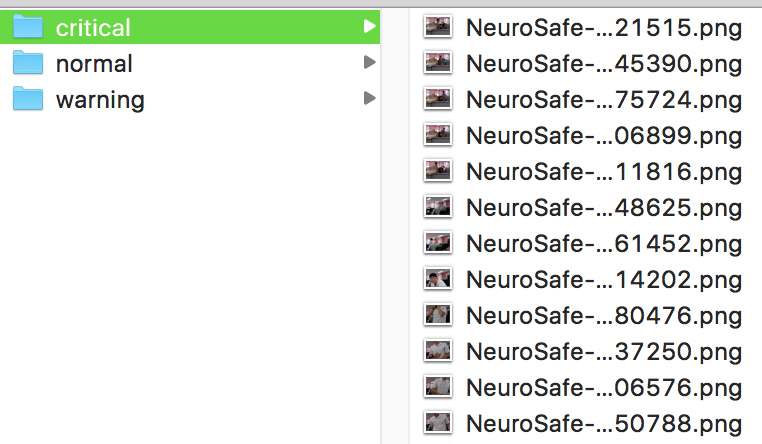 critical
normal
warning
NeuroSafe-...21515.png
NeuroSafe-...45390.png
NeuroSafe-...75724.png
NeuroSafe-...06899.png
NeuroSafe-...11816.png
NeuroSafe-...48625.png
NeuroSafe-...61452.png
NeuroSafe-...14202.png
NeuroSafe-...80476.png
NeuroSafe-...37250.png
NeuroSafe-...06576.png
NeuroSafe-...50788.png